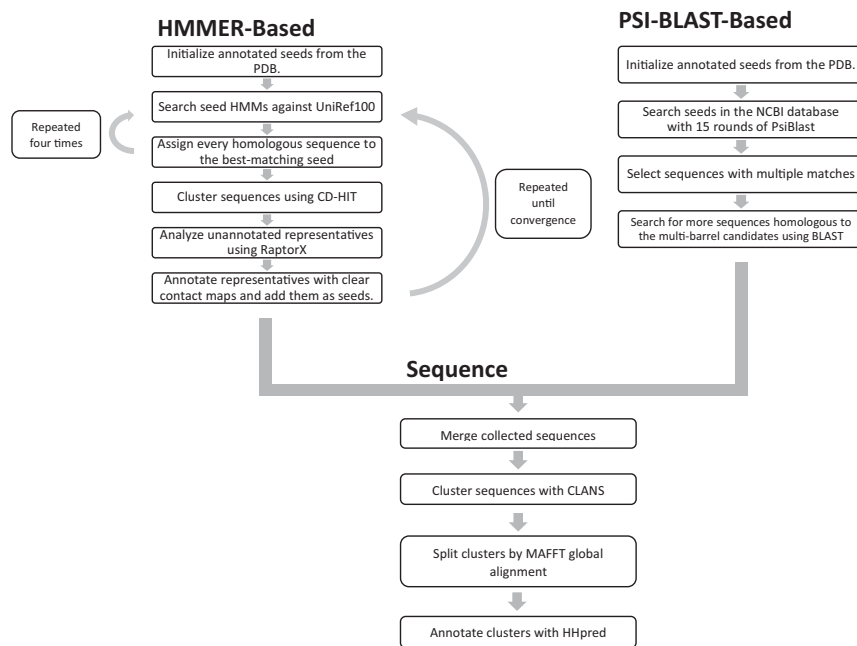 HMMER-Based
Initialize annotated seeds from the
PDB.
Search seed HMMs against UniRef100
Repeated
four times
Assign every homologous sequence to
the best-matching seed
Cluster sequences using CD-HIT
Repeated
until
convergence
Analyze unannotated representatives
using RaptorX
Annotate representatives with clear
contact maps and add them as seeds.
PSI-BLAST-Based
Initialize annotated seeds from the PDB.
Search seeds in the NCBI database
with 15 rounds of PsiBlast
Select sequences with multiple matches
Search for more sequences homologous to
the multi-barrel candidates using BLAST
Sequence
Merge collected sequences
Cluster sequences with CLANS
Split clusters by MAFFT global
alignment
Annotate clusters with HHpred